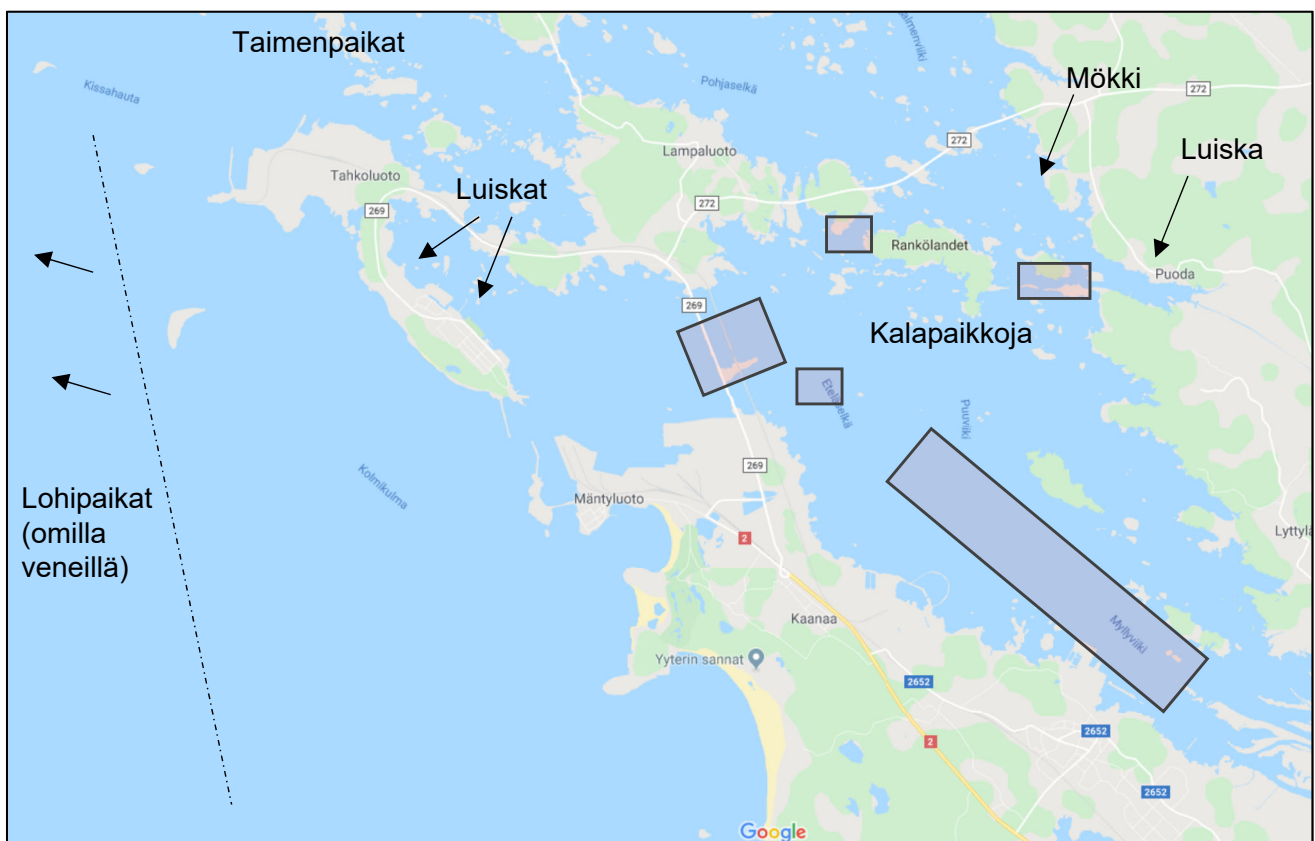 Taimenpaikat
Kissahauta
Pohjaselkä
Mökki
272
272
Lampaluoto
Luiska
Tahkoluoto
Luiskat
269
272
Rankölandet
Puoda
269
Kalapaikkoja
Eteläselkä
Puuviiki
Kolmikulma
269
Mäntyluoto
Lohipaikat
(omilla
veneillä)
2
Lyttylä
Kaanaa
Myllyviiki
Yyterin sannat
2652
2652
2
2652
Google